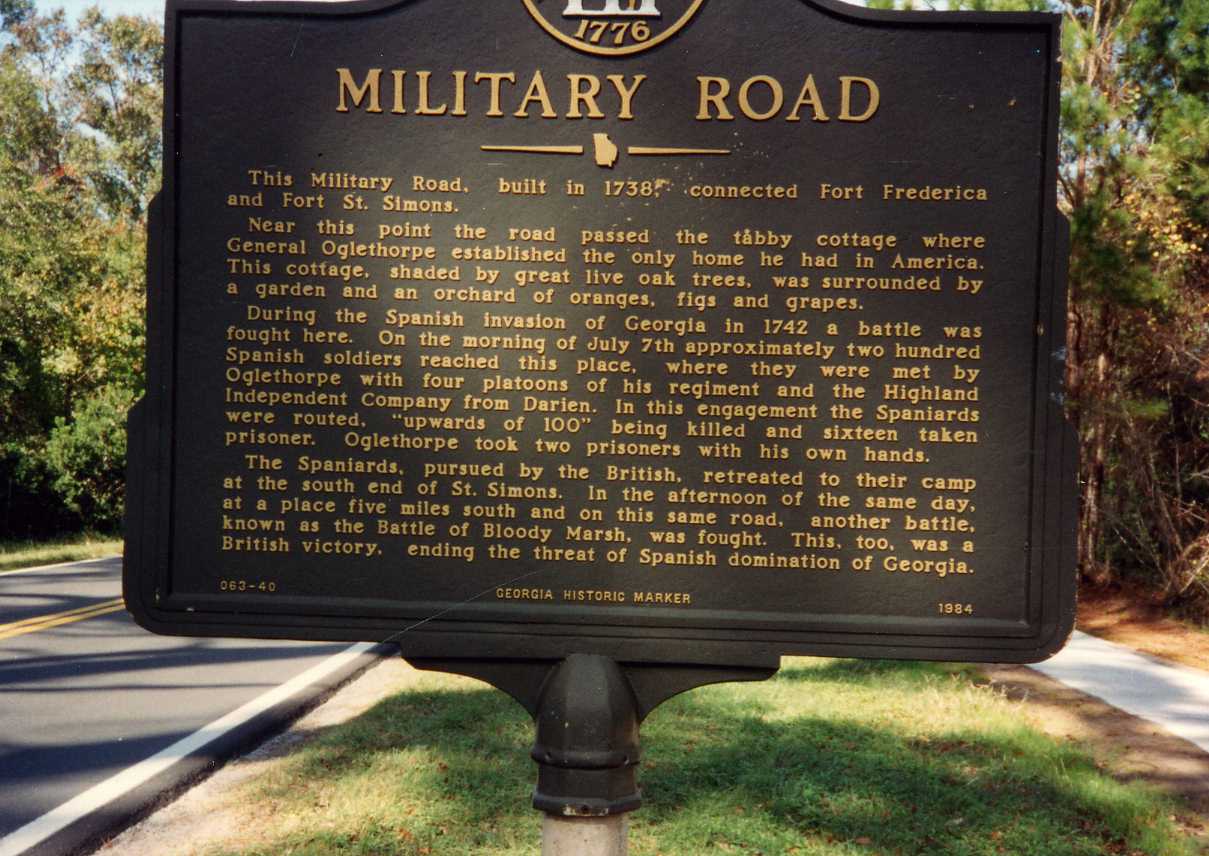 1776
MILITARY ROAD
This Military Road, built in 1738, connected Fort Frederica
and Fort St. Simons.
Near this point the road passed the tabby cottage where
General Oglethorpe established the only home he had in America.
This cottage, shaded by great live oak trees, was surrounded by
a garden and an orchard of oranges, figs and grapes.
During the Spanish invasion of Georgia in 1742 a battle was
fought here. On the morning of July 7th approximately two hundred
Spanish soldiers reached this place, where they were met by
Oglethorpe with four platoons of his regiment and the Highland
Independent Company from Darien. In this engagement the Spaniards
were routed, "upwards of 100" being killed and sixteen taken
prisoner. Oglethorpe took two prisoners with his own hands.
The Spaniards, pursued by the British, retreated to their camp
at the south end of St. Simons. In the afternoon of the same day,
at a place five miles south and on this same road, another battle,
known as the Battle of Bloody Marsh, was fought. This, too, was a
British victory, ending the threat of Spanish domination of Georgia.
063-40 GEORGIA HISTORIC MARKER 1984